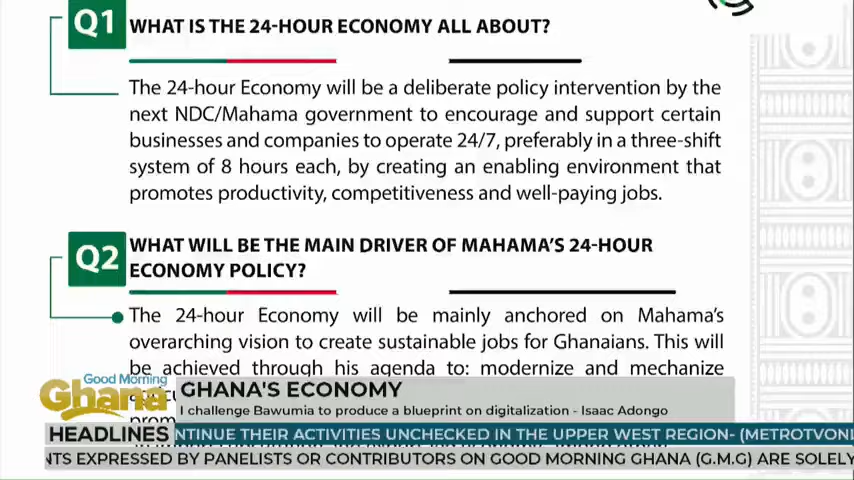 Q1
WHAT IS THE 24-HOUR ECONOMY ALL ABOUT?
The 24-hour Economy will be a deliberate policy intervention by the
next NDC/Mahama government to encourage and support certain
businesses and companies to operate 24/7, preferably in a three-shift
system of 8 hours each, by creating an enabling environment that
promotes productivity, competitiveness and well-paying jobs.
Q2
WHAT WILL BE THE MAIN DRIVER OF MAHAMA'S 24-HOUR
ECONOMY POLICY?
The 24-hour Economy will be mainly anchored on Mahama's
overarching vision to create sustainable jobs for Ghanaians. This will
be achieved through his agenda to: modernize and mechanize
Good Morning
Ghana
GHANA'S ECONOMY
I challenge Bawumia to produce a blueprint on digitalization - Isaac Adongo
HEADLINES
NTINUE THEIR ACTIVITIES UNCHECKED IN THE UPPER WEST REGION- (METROTVON
NTS EXPRESSED BY PANELISTS OR CONTRIBUTORS ON GOOD MORNING GHANA (G.M.G) ARE SOLELY